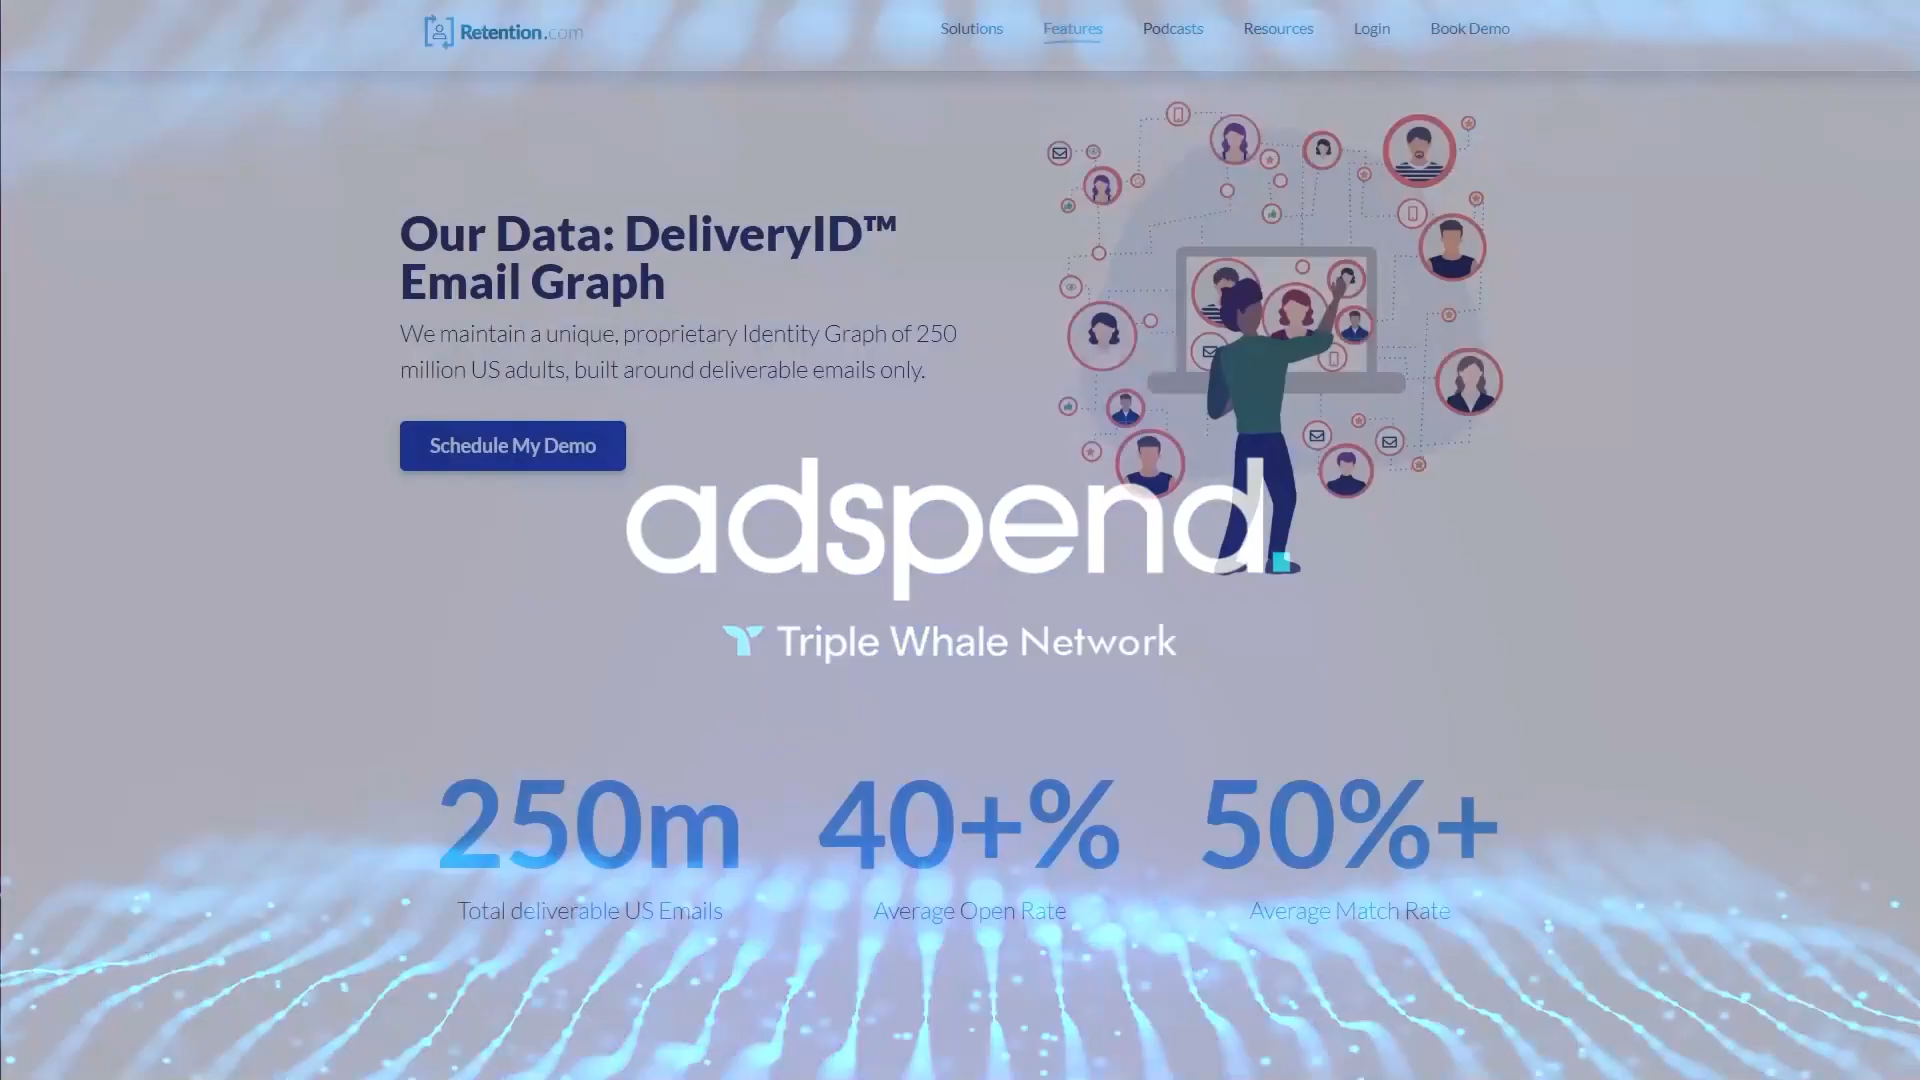 Retention.com
Solutions
Features
Podcasts
Resources
Login
Book Demo
Our Data: DeliveryID™
Email Graph
We maintain a unique, proprietary Identity Graph of 250
million US adults, built around deliverable emails only.
Schedule My Demo
adspend.
Triple Whale Network
250m
40+%
50%+
Total deliverable US Emails
Average Open Rate
Average Match Rate